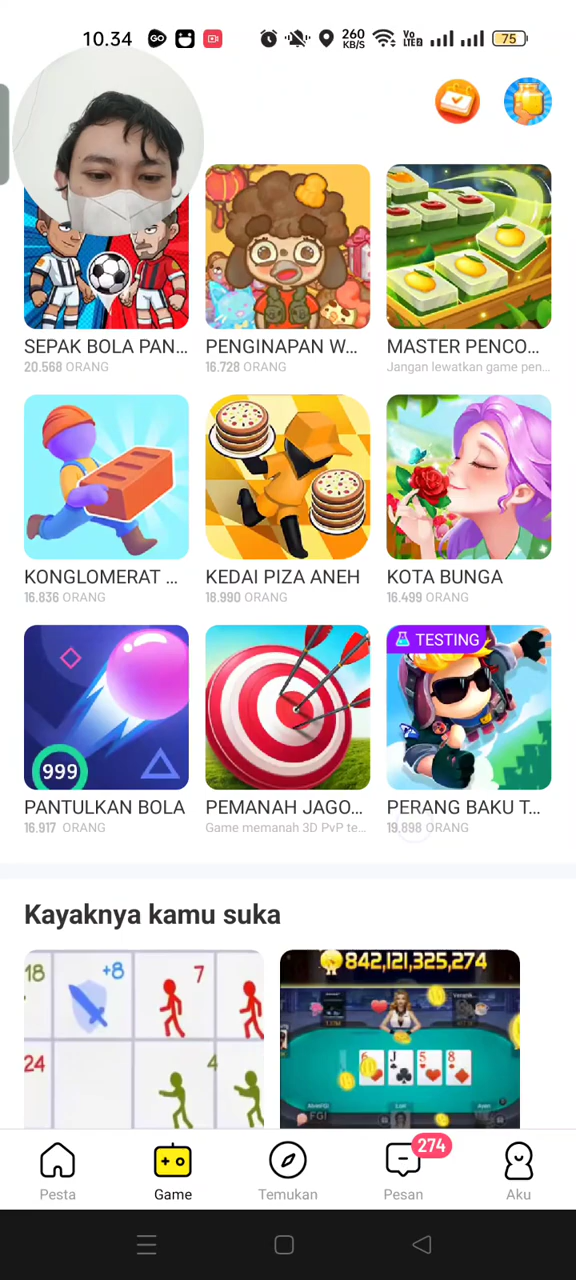 10.34
GO
260
KB/S
Vo
LTE
75
SEPAK BOLA PAN...
PENGINAPAN W...
MASTER PENCO...
20.568 ORANG
16.728 ORANG
Jangan lewatkan game pen...
KONGLOMERAT ...
KEDAI PIZA ANEH
KOTA BUNGA
16.836 ORANG
18.990 ORANG
16.499 ORANG
TESTING
999
PANTULKAN BOLA
PEMANAH JAGO...
PERANG BAKU T...
16.917 ORANG
Game memanah 3D PvP te...
19.898 ORANG
Kayaknya kamu suka
18
+8
7
24
4
842,121,325,274
6
J
5
8
FG!
274
Pesta
Game
Temukan
Pesan
Aku